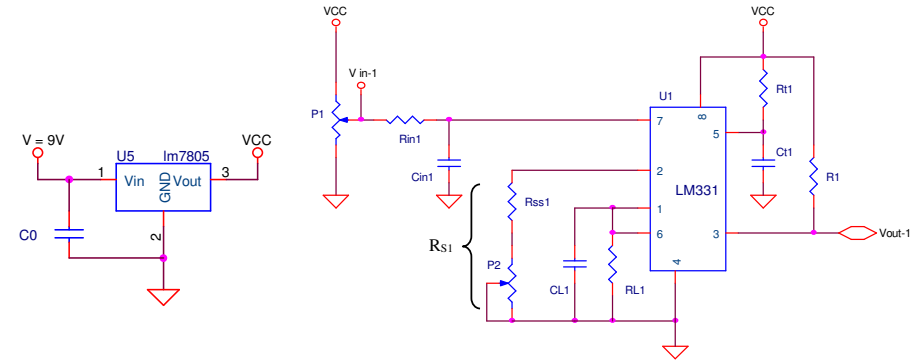 V = 9V
U5
lm7805
VCC
1
Vin
Vout
3
GND
2
C0
VCC
V in-1
P1
Rin1
Cin1
Rss1
RS1
P2
CL1
RL1
VCC
U1
8
Rt1
7
5
Ct1
2
LM331
R1
1
6
3
Vout-1
4